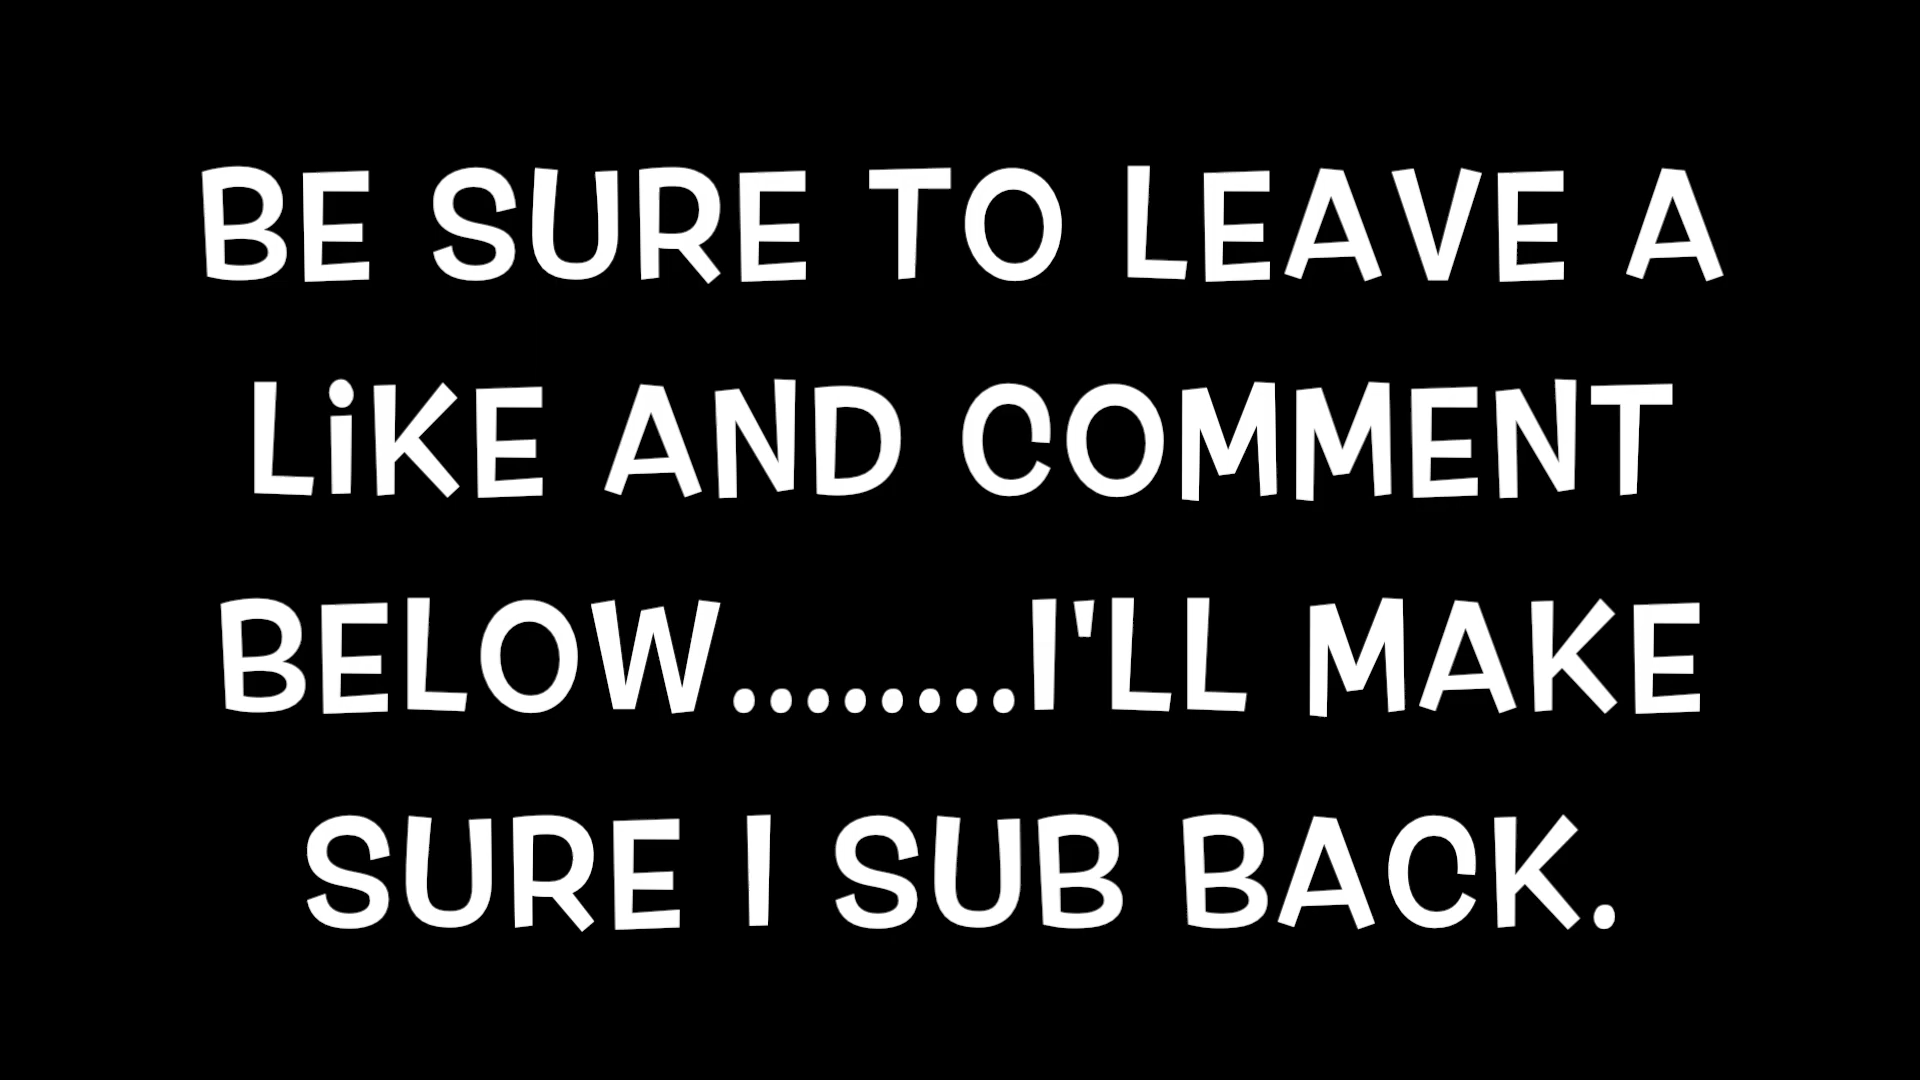 BE SURE TO LEAVE A
LiKE AND COMMENT
BELOW........I'LL MAKE
SURE I SUB BACK.